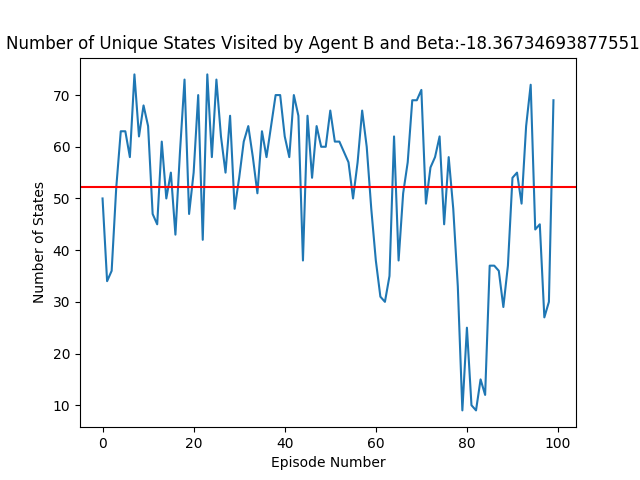 Number of Unique States Visited by Agent B and Beta:-18.36734693877551
70
60
50
40
30
20
10
Number of States
0 20 40 60 80 100
Episode Number